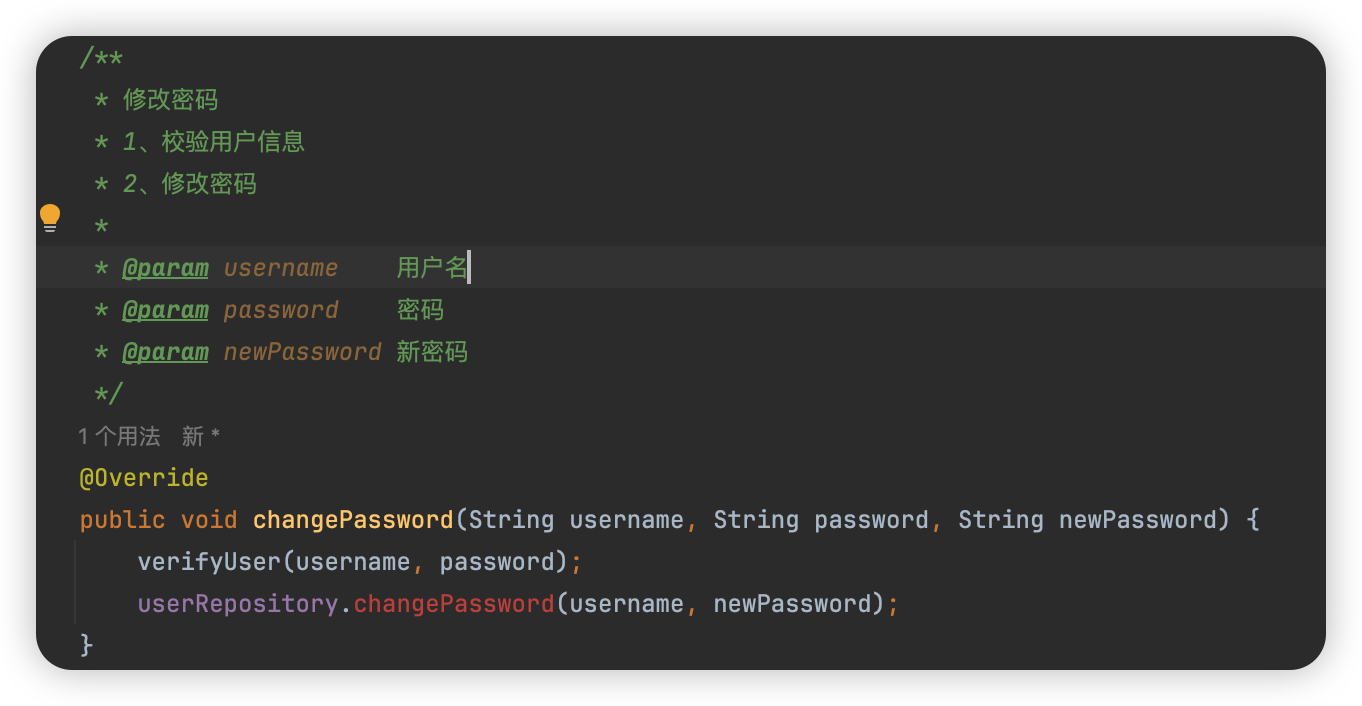 /**
 * 修改密码
 * 1、校验用户信息
 * 2、修改密码
 *
 * @param username    用户名
 * @param password    密码
 * @param newPassword 新密码
 */
1 个用法   新 *
@Override
public void changePassword(String username, String password, String newPassword) {
    verifyUser(username, password);
    userRepository.changePassword(username, newPassword);
}